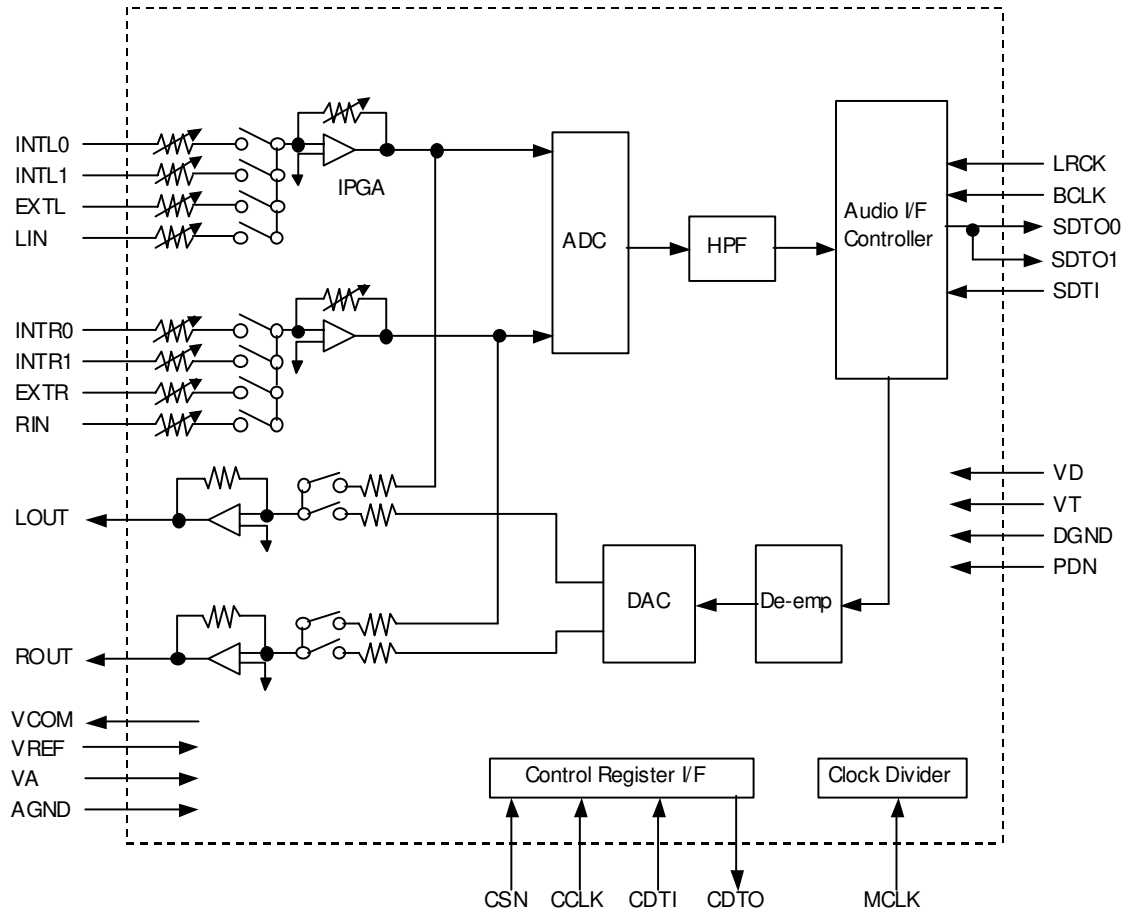 INTL0
INTL1
EXTL
LIN
IPGA
INTR0
INTR1
EXTR
RIN
ADC
HPF
Audio I/F
Controller
LRCK
BCLK
SDTO0
SDTO1
SDTI
LOUT
ROUT
DAC
De-emp
VD
VT
DGND
PDN
VCOM
VREF
VA
AGND
Control Register I/F
Clock Divider
CSN
CCLK
CDTI
CDTO
MCLK